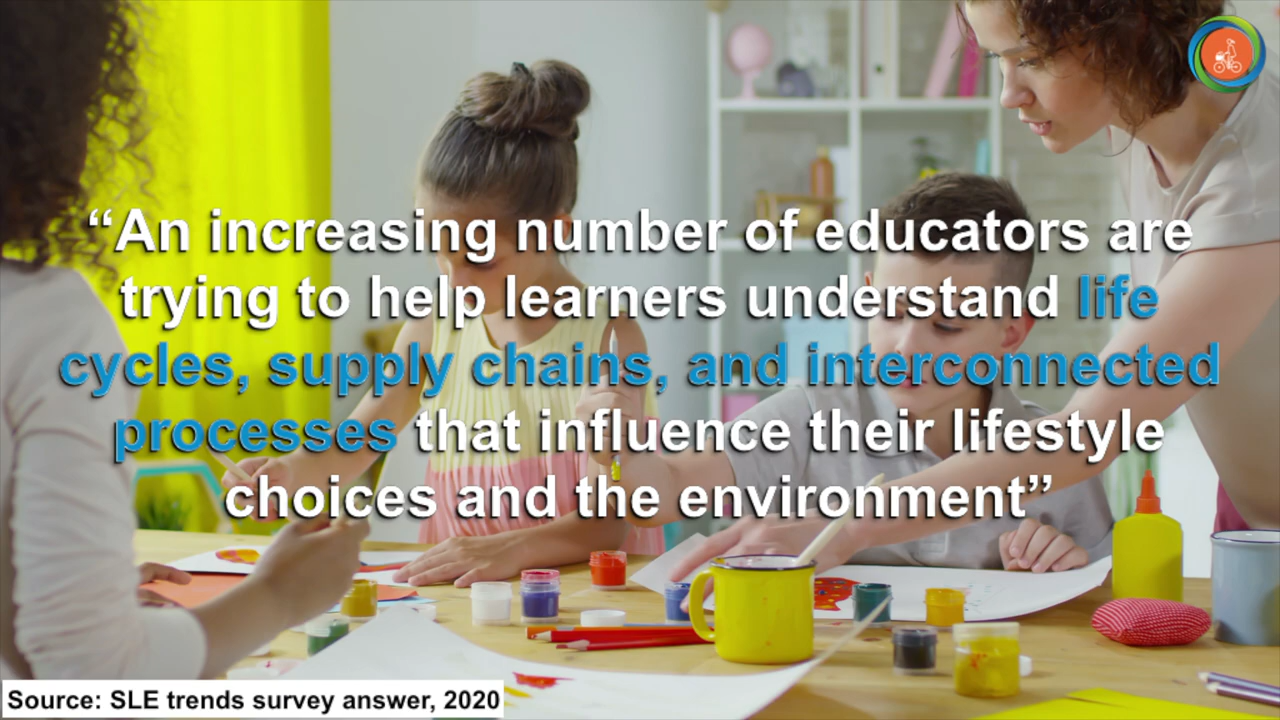 “An increasing number of educators are
trying to help learners understand life
cycles, supply chains, and interconnected
processes that influence their lifestyle
choices and the environment”
Source: SLE trends survey answer, 2020